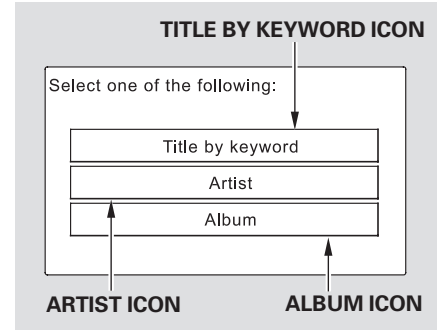 TITLE BY KEYWORD ICON
Select one of the following:
Title by keyword
Artist
Album
ARTIST ICON
ALBUM ICON